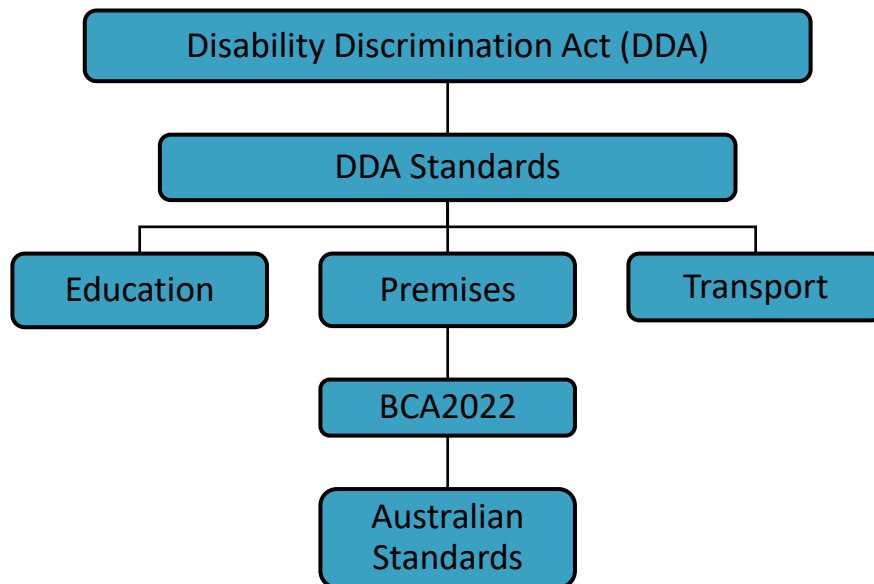 Disability Discrimination Act (DDA)
DDA Standards
Education
Premises
Transport
BCA2022
Australian
Standards